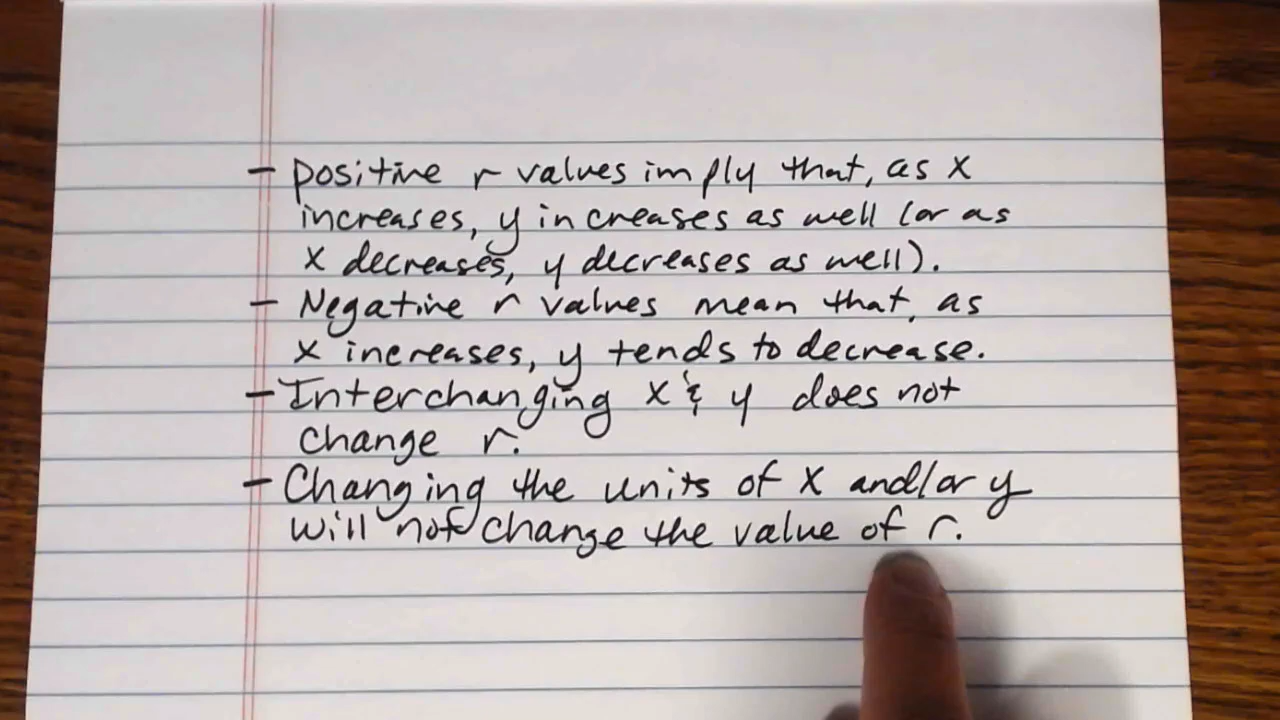 - positive r values imply that, as x
increases, y increases as well (or as
x decreases, y decreases as well).
- Negative r values mean that, as
x increases, y tends to decrease.
- Interchanging x & y does not
change r.
- Changing the units of x and/or y
will not change the value of r.